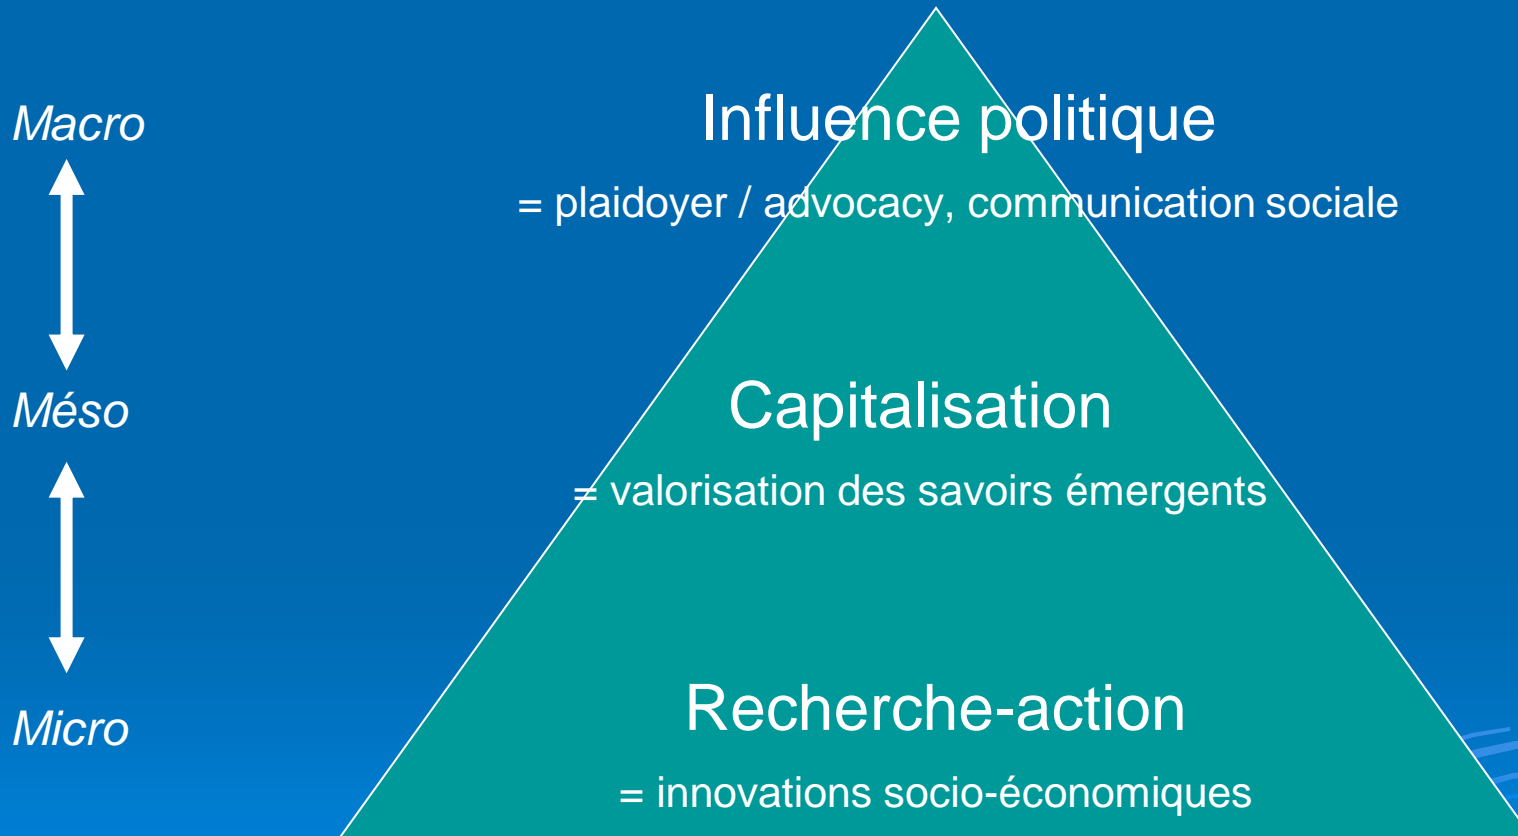 Macro
Influence politique
= plaidoyer / advocacy, communication sociale
Méso
Capitalisation
= valorisation des savoirs émergents
Micro
Recherche-action
= innovations socio-économiques